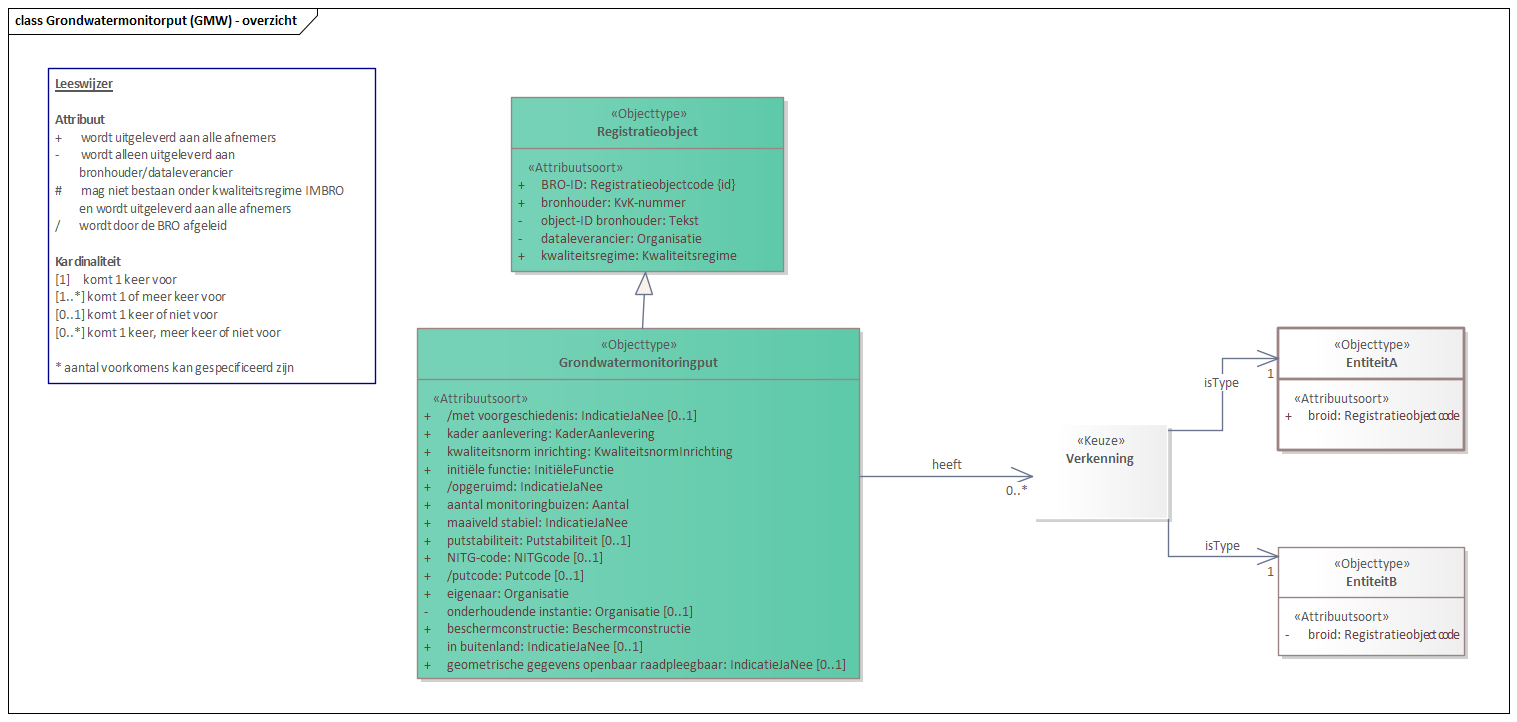 class Grondwatermonitorput (GMW) - overzicht
Leeswijzer
Attribuut
+ wordt uitgeleverd aan alle afnemers
- wordt alleen uitgeleverd aan
bronhouder/dataleverancier
# mag niet bestaan onder kwaliteitsregime IMBRO
en wordt uitgeleverd aan alle afnemers
/ wordt door de BRO afgeleid
Kardinaliteit
[1] komt 1 keer voor
[1..*] komt 1 of meer keer voor
[0..1] komt 1 keer of niet voor
[0..*] komt 1 keer, meer keer of niet voor
* aantal voorkomens kan gespecificeerd zijn
«Objecttype»
Registratieobject
«Attribuutsoort»
+ BRO-ID: Registratieobjectcode {id}
+ bronhouder: KvK-nummer
- object-ID bronhouder: Tekst
- dataleverancier: Organisatie
+ kwaliteitsregime: Kwaliteitsregime
«Objecttype»
Grondwatermonitoringput
«Attribuutsoort»
+ /met voorgeschiedenis: IndicatieJaNee [0..1]
+ kader aanlevering: KaderAanlevering
+ kwaliteitsnorm inrichting: KwaliteitsnormInrichting
+ initiële functie: InitiëleFunctie
+ /opgeruimd: IndicatieJaNee
+ aantal monitoringbuizen: Aantal
+ maaiveld stabiel: IndicatieJaNee
+ putstabiliteit: Putstabiliteit [0..1]
+ NITG-code: NITGcode [0..1]
+ /putcode: Putcode [0..1]
+ eigenaar: Organisatie
- onderhoudende instantie: Organisatie [0..1]
+ beschermconstructie: Beschermconstructie
+ in buitenland: IndicatieJaNee [0..1]
+ geometrische gegevens openbaar raadpleegbaar: IndicatieJaNee [0..1]
heeft
0..*
«Keuze»
Verkenning
isType
1
«Objecttype»
EntiteitA
«Attribuutsoort»
+ broid: Registratieobjectcode
isType
1
«Objecttype»
EntiteitB
«Attribuutsoort»
- broid: Registratieobjectcode